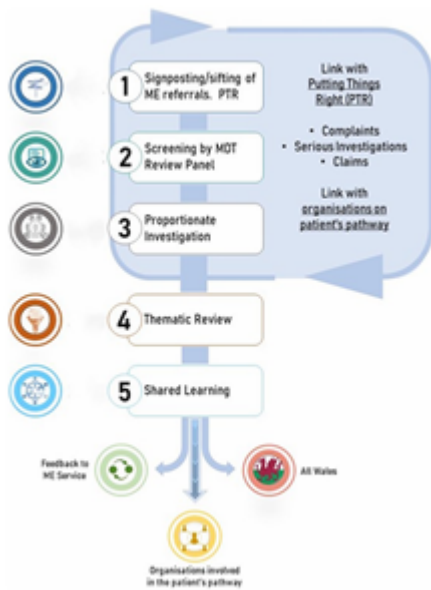 1
Signposting/sifting of
ME referrals. PTR
2
Screening by MDT
Review Panel
3
Proportionate
Investigation
Link with
Putting Things
Right (PTR)
• Complaints
• Serious Investigations
• Claims
Link with
organisations on
patient's pathway
4
Thematic Review
5
Shared Learning
Feedback to
ME Service
All Wales
Organisations involved
in the patient's pathway